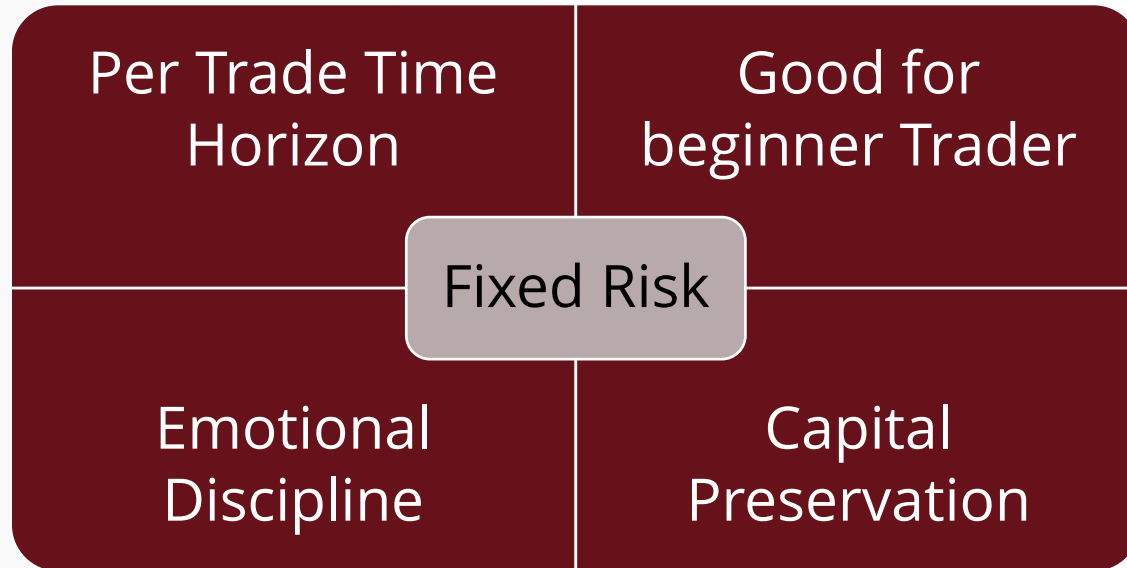 Per Trade Time
Horizon
Good for
beginner Trader
Fixed Risk
Emotional
Discipline
Capital
Preservation